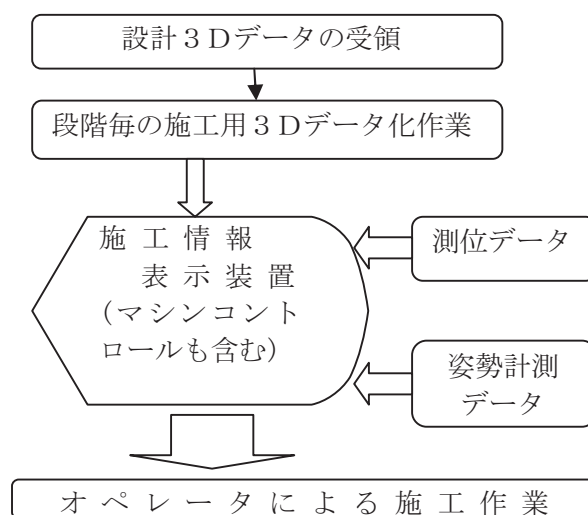 設計３Ｄデータの受領
段階毎の施工用３Ｄデータ化作業
施工情報
表示装置
(マシンコント
ロールも含む)
測位データ
姿勢計測
データ
オペレータによる施工作業